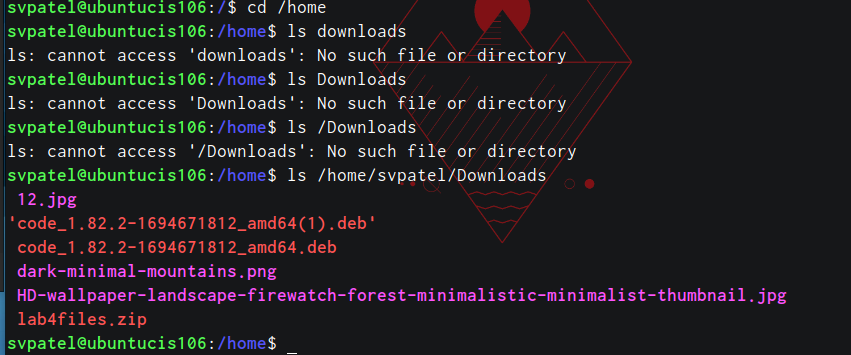 svpatel@ubuntucis106:/$ cd /home
svpatel@ubuntucis106:/home$ ls downloads
ls: cannot access 'downloads': No such file or directory
svpatel@ubuntucis106:/home$ ls Downloads
ls: cannot access 'Downloads': No such file or directory
svpatel@ubuntucis106:/home$ ls /Downloads
ls: cannot access '/Downloads': No such file or directory
svpatel@ubuntucis106:/home$ ls /home/svpatel/Downloads
12.jpg
'code_1.82.2-1694671812_amd64(1).deb'
code_1.82.2-1694671812_amd64.deb
dark-minimal-mountains.png
HD-wallpaper-landscape-firewatch-forest-minimalistic-minimalist-thumbnail.jpg
lab4files.zip
svpatel@ubuntucis106:/home$ _